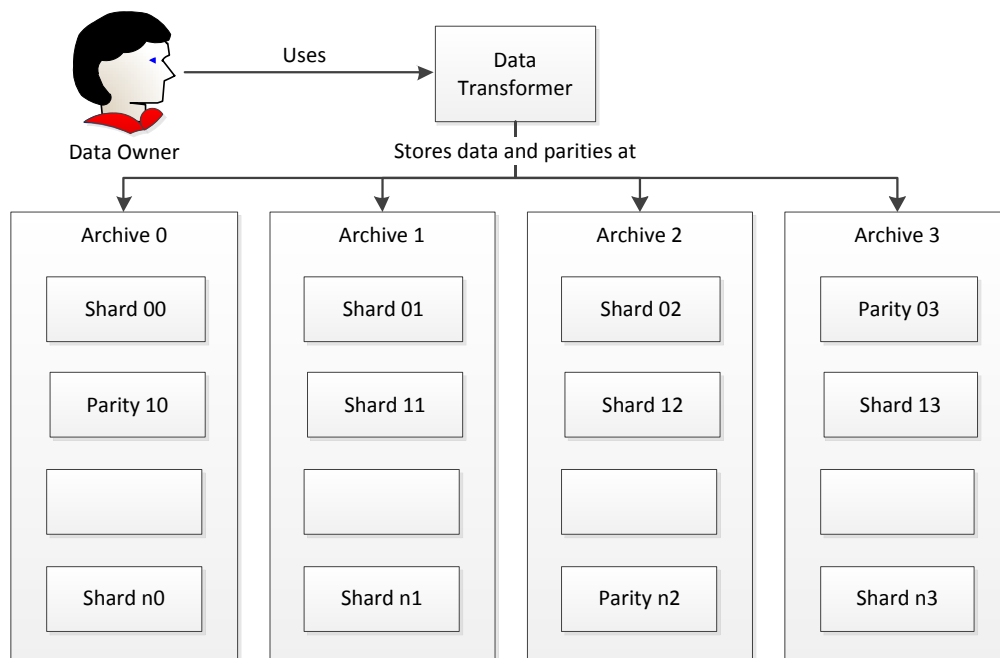 Uses
Data
Transformer
Data Owner
Stores data and parities at
Archive 0
Archive 1
Archive 2
Archive 3
Shard 00
Shard 01
Shard 02
Parity 03
Parity 10
Shard 11
Shard 12
Shard 13
Shard n0
Shard n1
Parity n2
Shard n3